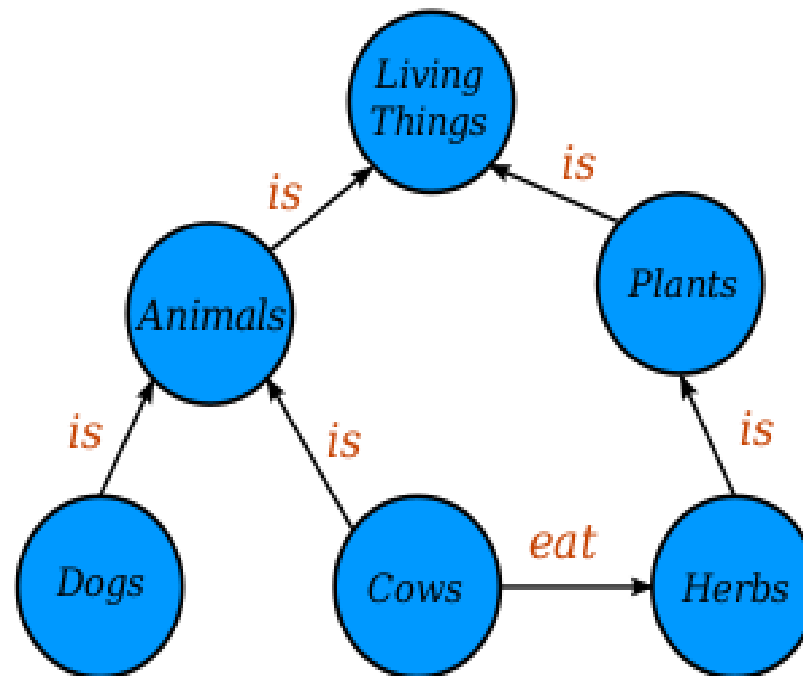 Living
Things
is
is
Animals
Plants
is
is
is
Dogs
Cows
eat
Herbs